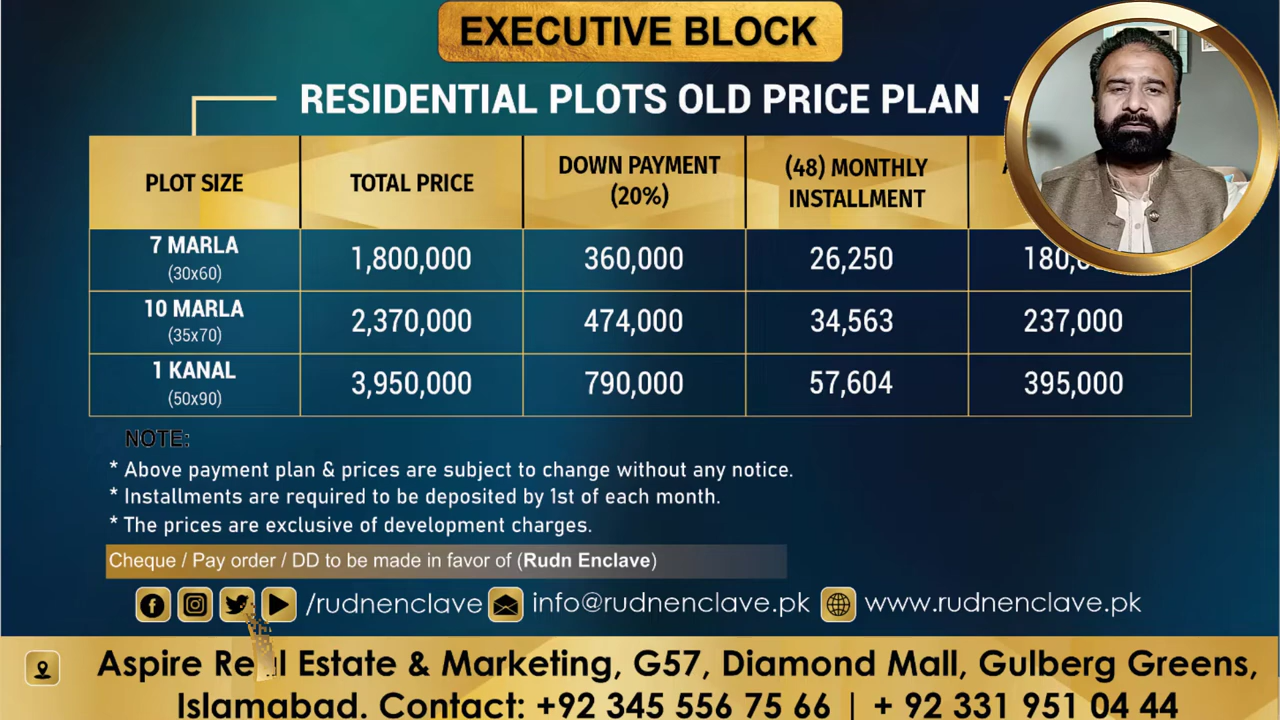 EXECUTIVE BLOCK
RESIDENTIAL PLOTS OLD PRICE PLAN
PLOT SIZE TOTAL PRICE DOWN PAYMENT (20%) (48) MONTHLY INSTALLMENT
7 MARLA (30x60) 1,800,000 360,000 26,250
10 MARLA (35x70) 2,370,000 474,000 34,563 237,000
1 KANAL (50x90) 3,950,000 790,000 57,604 395,000
NOTE:
* Above payment plan & prices are subject to change without any notice.
* Installments are required to be deposited by 1st of each month.
* The prices are exclusive of development charges.
Cheque / Pay order / DD to be made in favor of (Rudn Enclave)
/rudnenclave info@rudnenclave.pk www.rudnenclave.pk
Aspire Real Estate & Marketing, G57, Diamond Mall, Gulberg Greens,
Islamabad. Contact: +92 345 556 75 66 | + 92 331 951 04 44